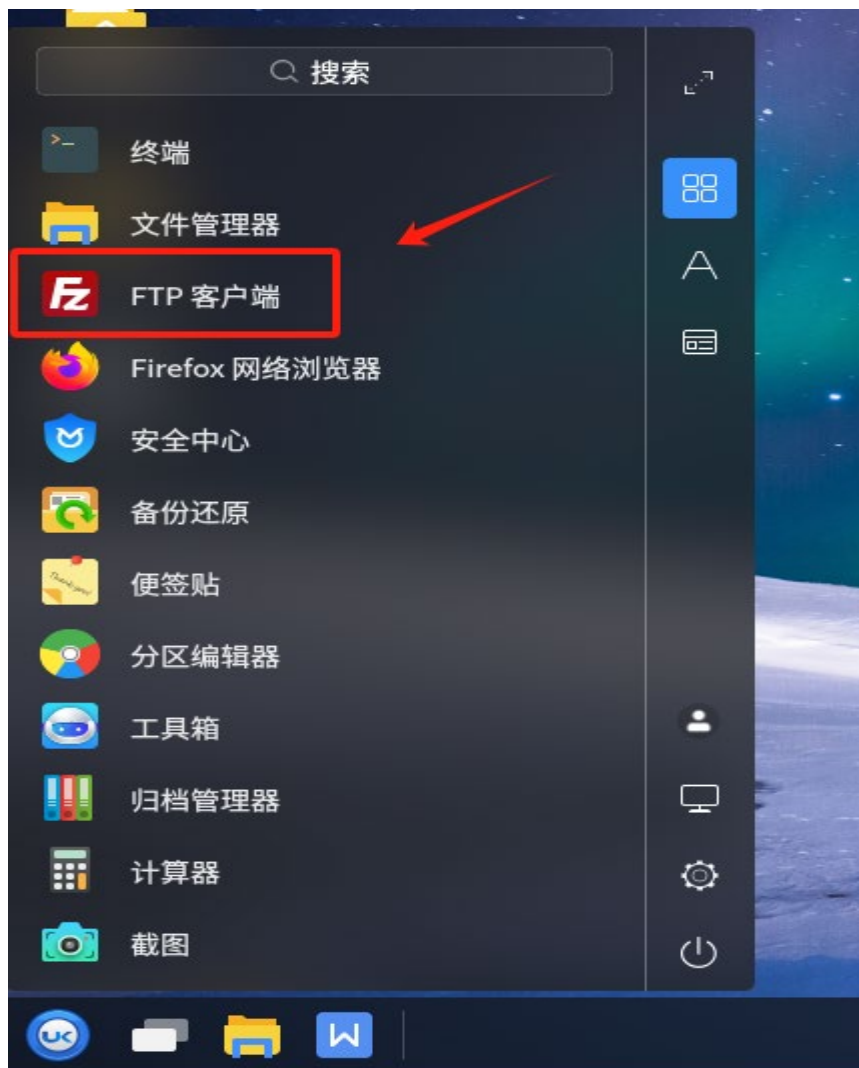 搜索
终端
文件管理器
FTP 客户端
Firefox 网络浏览器
安全中心
备份还原
便签贴
分区编辑器
工具箱
归档管理器
计算器
截图